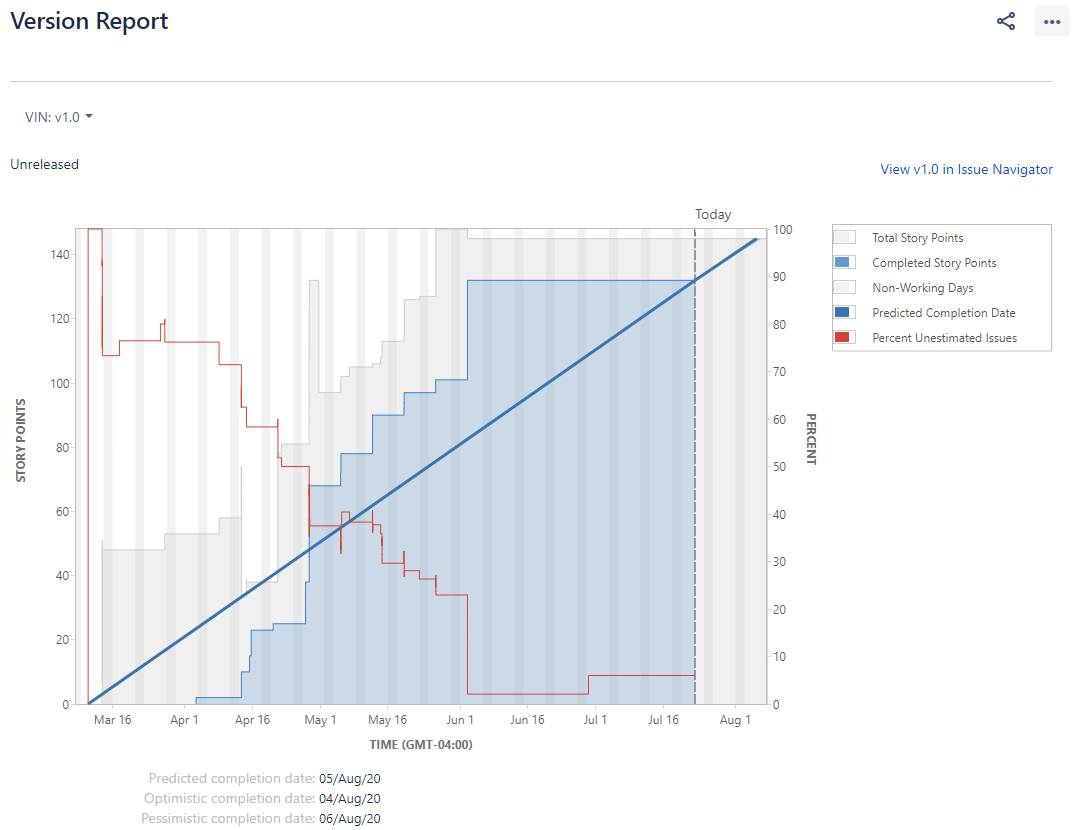 Version Report
VIN: v1.0
Unreleased
View v1.0 in Issue Navigator
Today
STORY POINTS
140
120
100
80
60
40
20
0
100
90
80
70
60
50
40
30
20
10
0
PERCENT
Total Story Points
Completed Story Points
Non-Working Days
Predicted Completion Date
Percent Unestimated Issues
Mar 16 Apr 1 Apr 16 May 1 May 16 Jun 1 Jun 16 Jul 1 Jul 16 Aug 1
TIME (GMT-04:00)
Predicted completion date: 05/Aug/20
Optimistic completion date: 04/Aug/20
Pessimistic completion date: 06/Aug/20